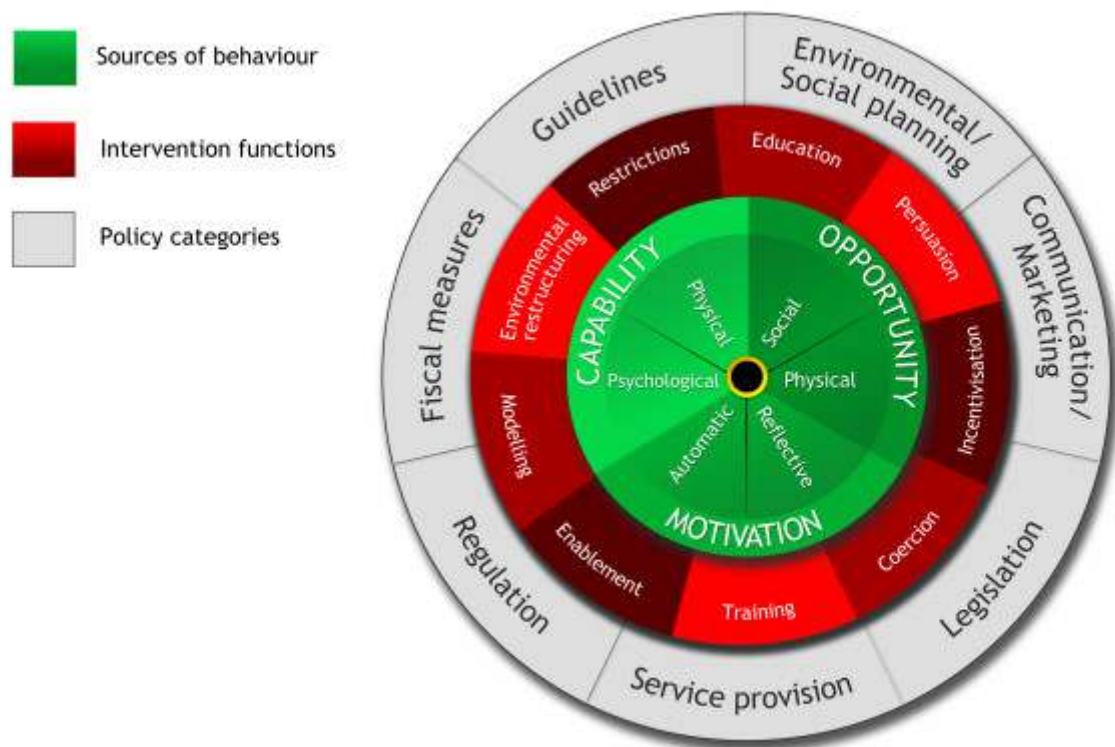 Sources of behaviour
Intervention functions
Policy categories
Guidelines
Environmental/
Social planning
Communication/
Marketing
Legislation
Service provision
Regulation
Fiscal measures
Restrictions
Education
Persuasion
Incentivisation
Coercion
Training
Enablement
Modelling
Environmental
restructuring
CAPABILITY
OPPORTUNITY
MOTIVATION
Physical
Social
Physical
Reflective
Automatic
Psychological